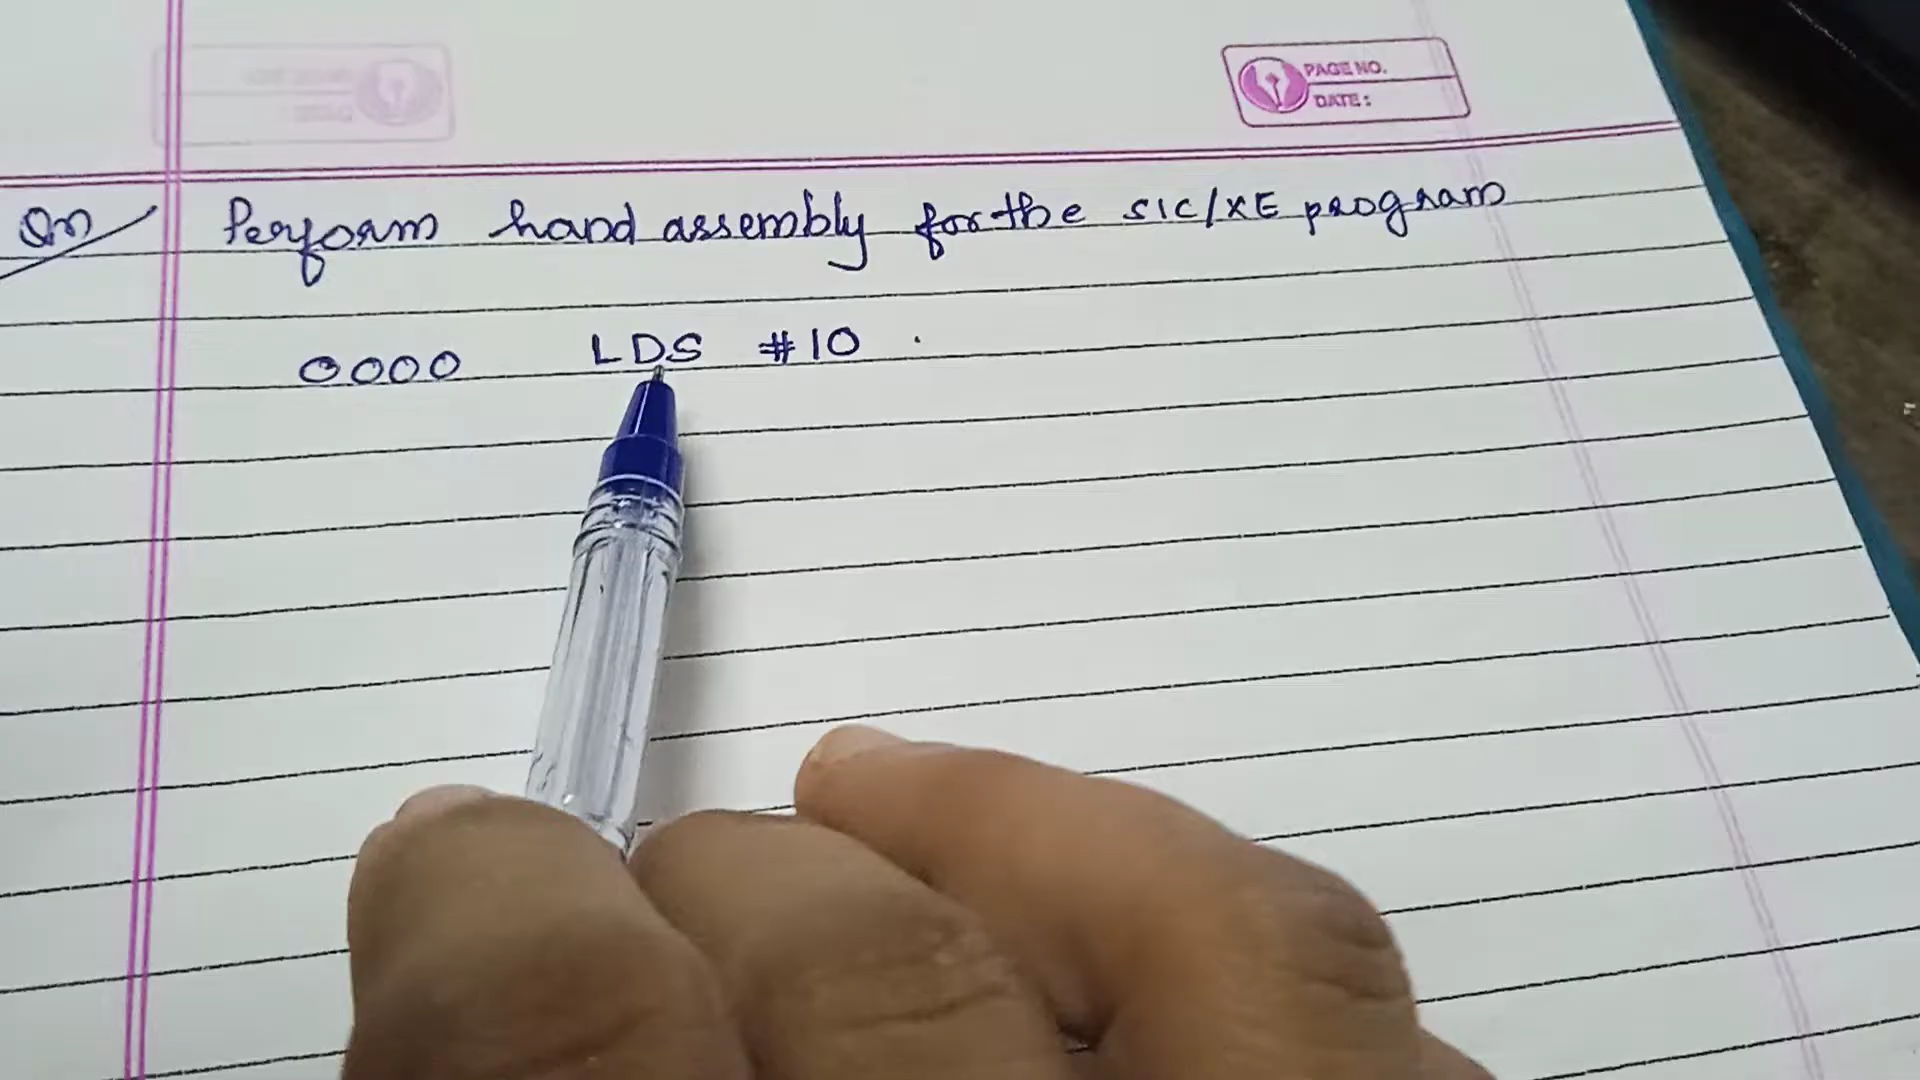 PAGE NO.
DATE :
Qn Perform hand assembly for the SIC/XE program
0000 LDS #10